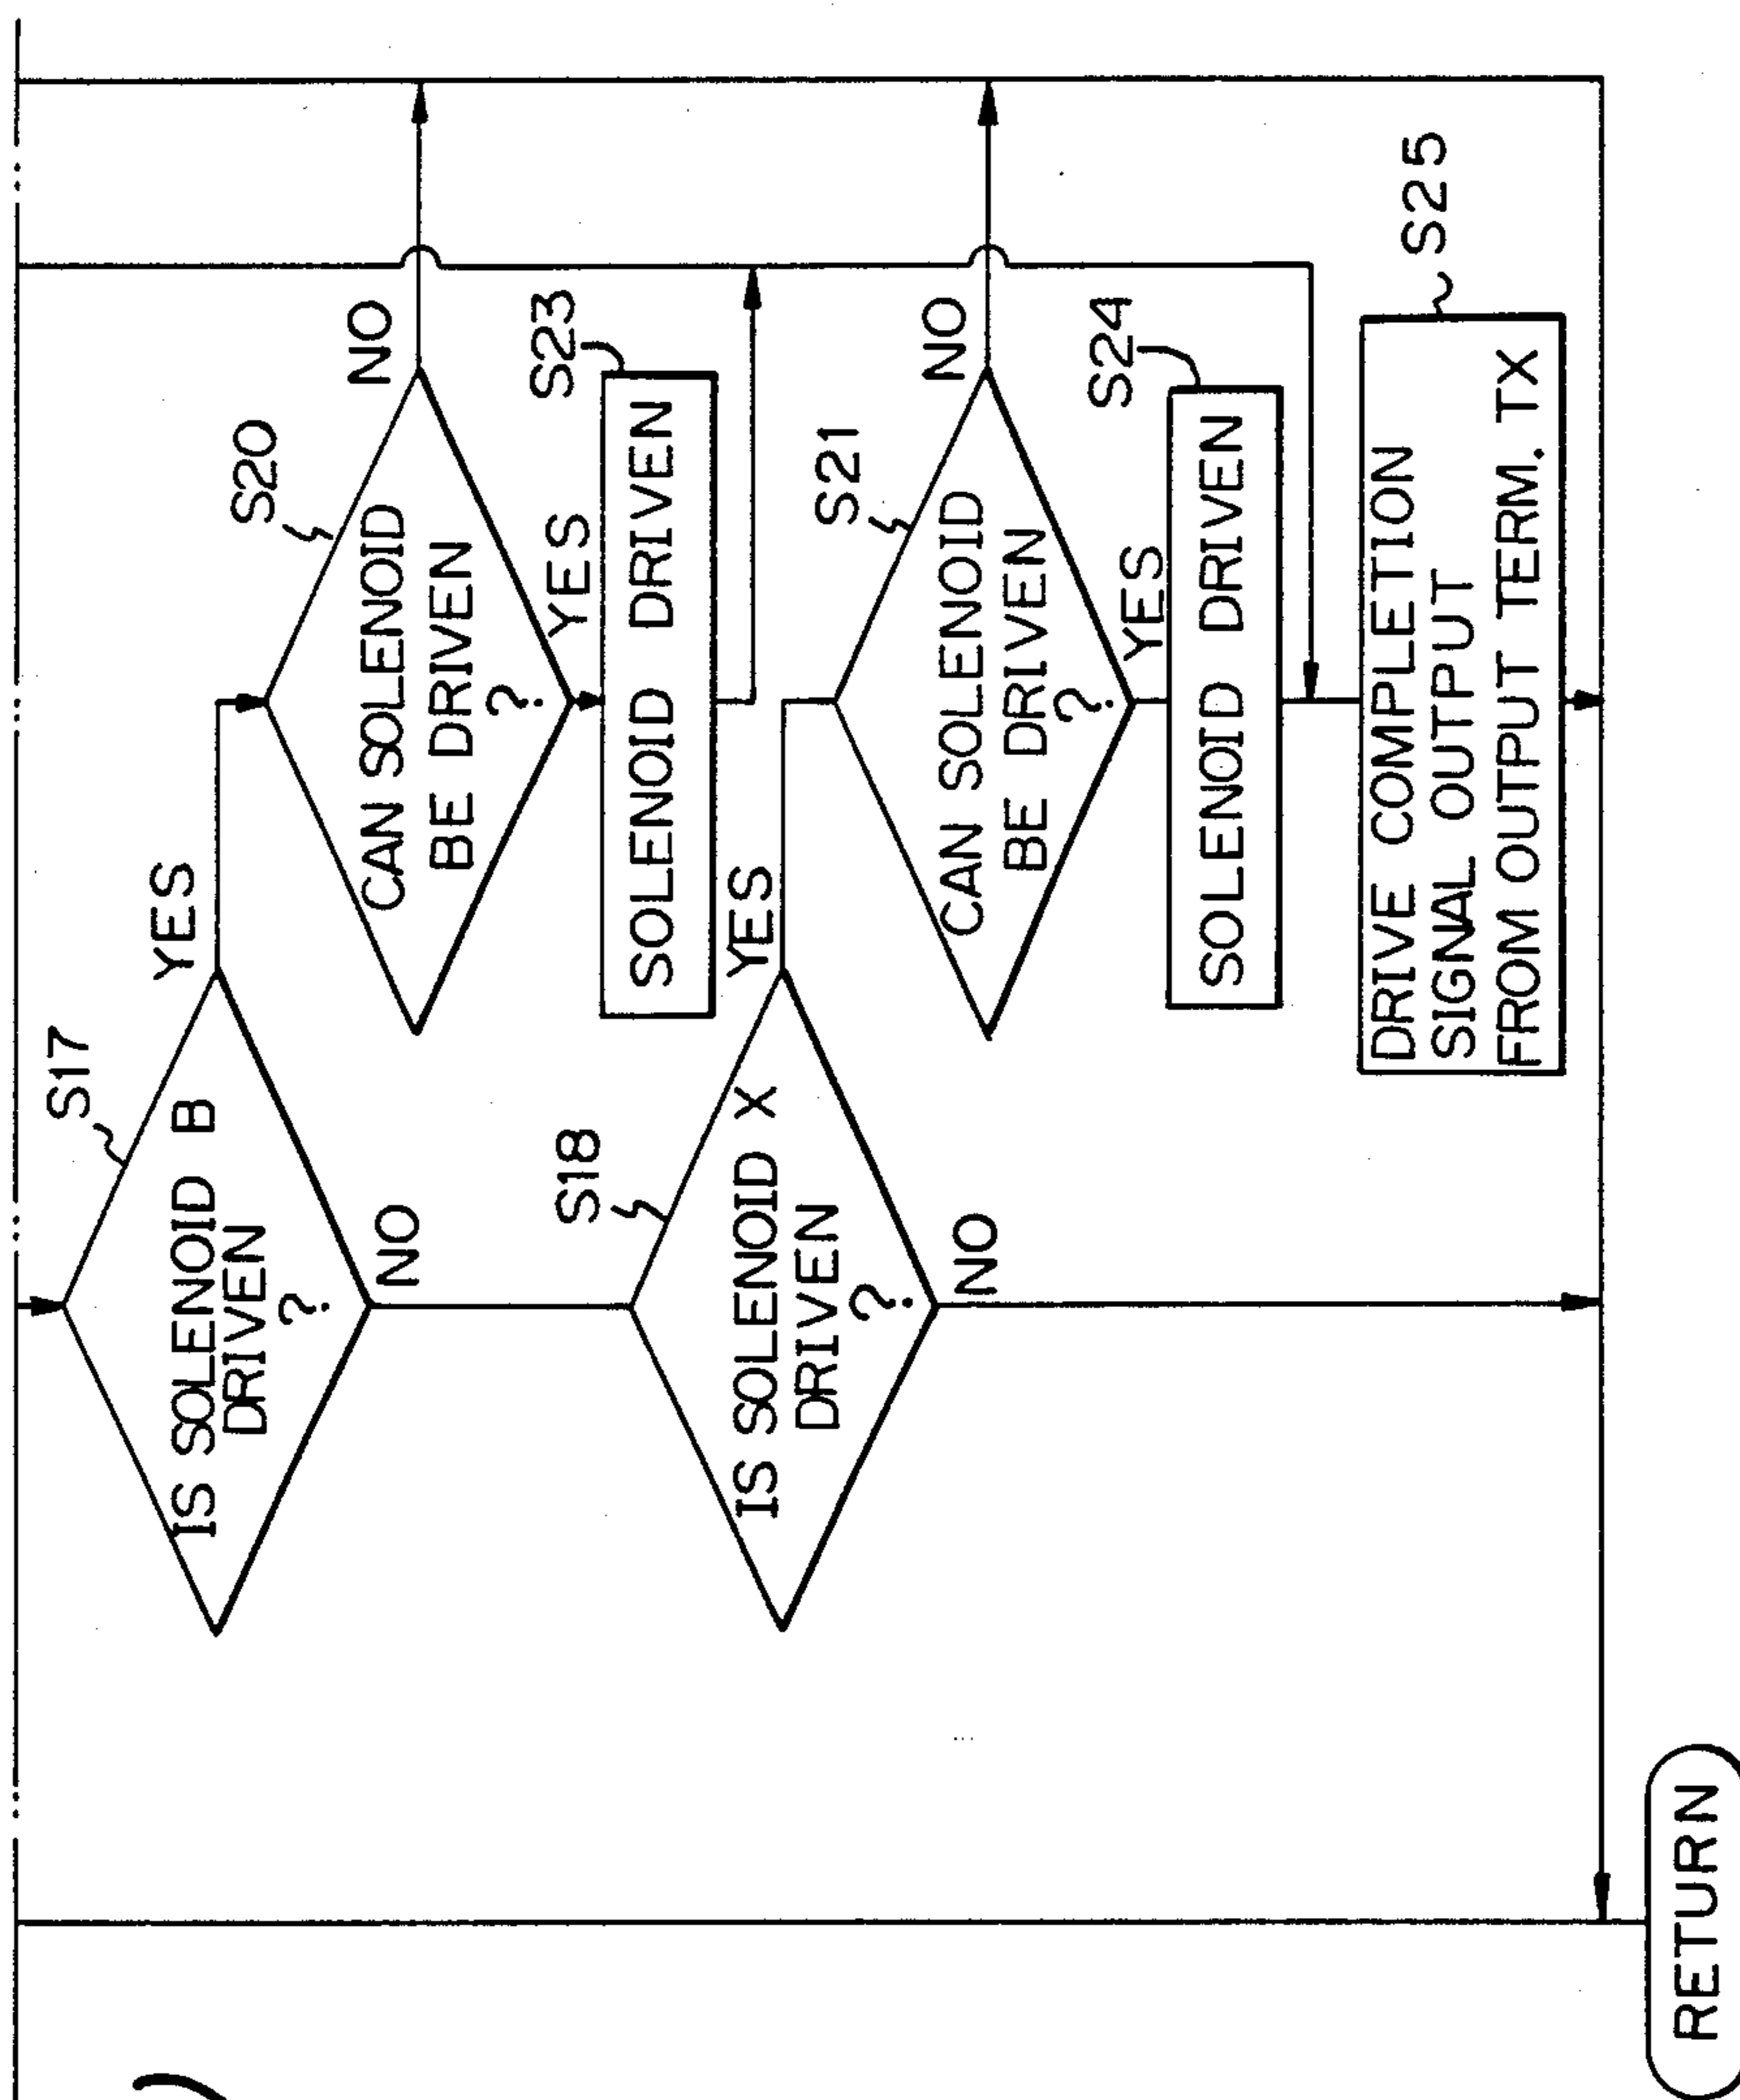 S17
IS SOLENOID B
DRIVEN
?
YES
NO
S20
CAN SOLENOID
BE DRIVEN
?
NO
YES
S23
SOLENOID DRIVEN
S18
IS SOLENOID X
DRIVEN
?
YES
NO
S21
CAN SOLENOID
BE DRIVEN
?
NO
YES
S24
SOLENOID DRIVEN
S25
DRIVE COMPLETION
SIGNAL OUTPUT
FROM OUTPUT TERM. TX
RETURN